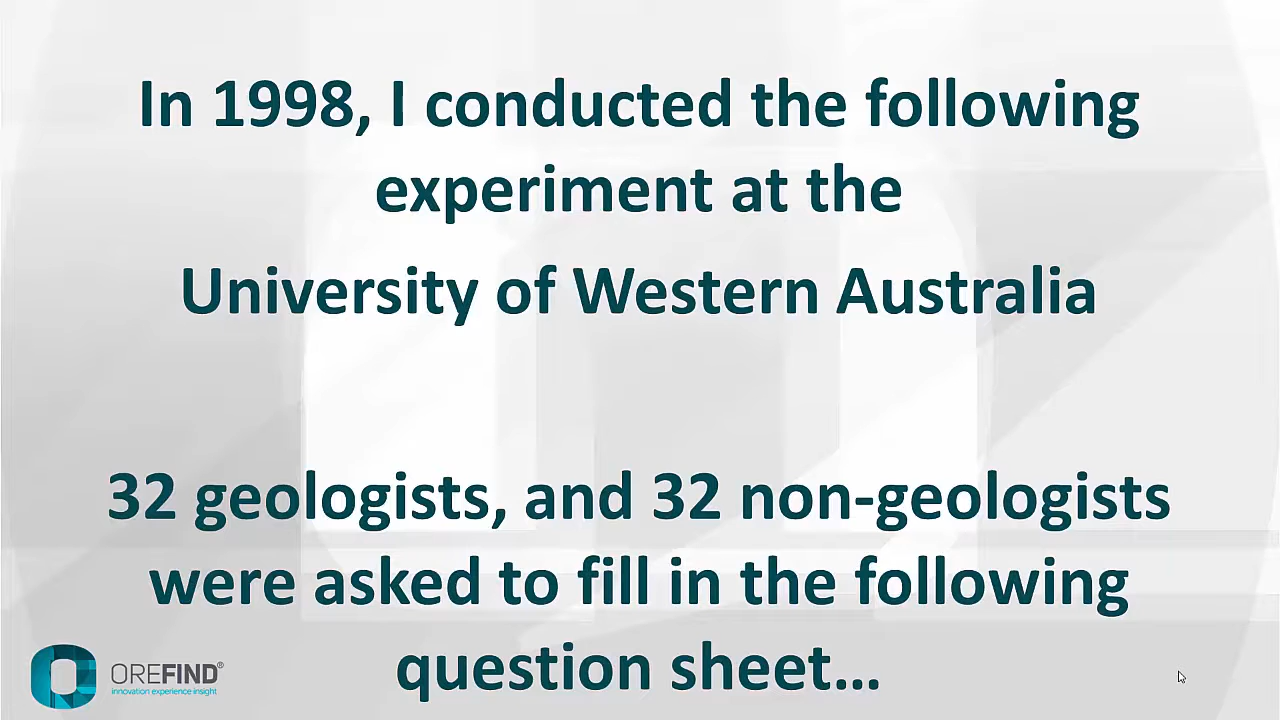 In 1998, I conducted the following
experiment at the
University of Western Australia
32 geologists, and 32 non-geologists
were asked to fill in the following
question sheet...
OREFIND®
innovation experience insight